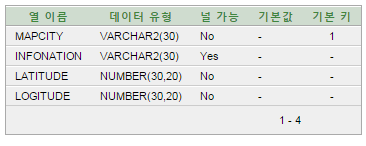 열 이름 데이터 유형 널 가능 기본값 기본 키
MAPCITY VARCHAR2(30) No - 1
INFONATION VARCHAR2(30) Yes - -
LATITUDE NUMBER(30,20) No - -
LOGITUDE NUMBER(30,20) No - -
1 - 4